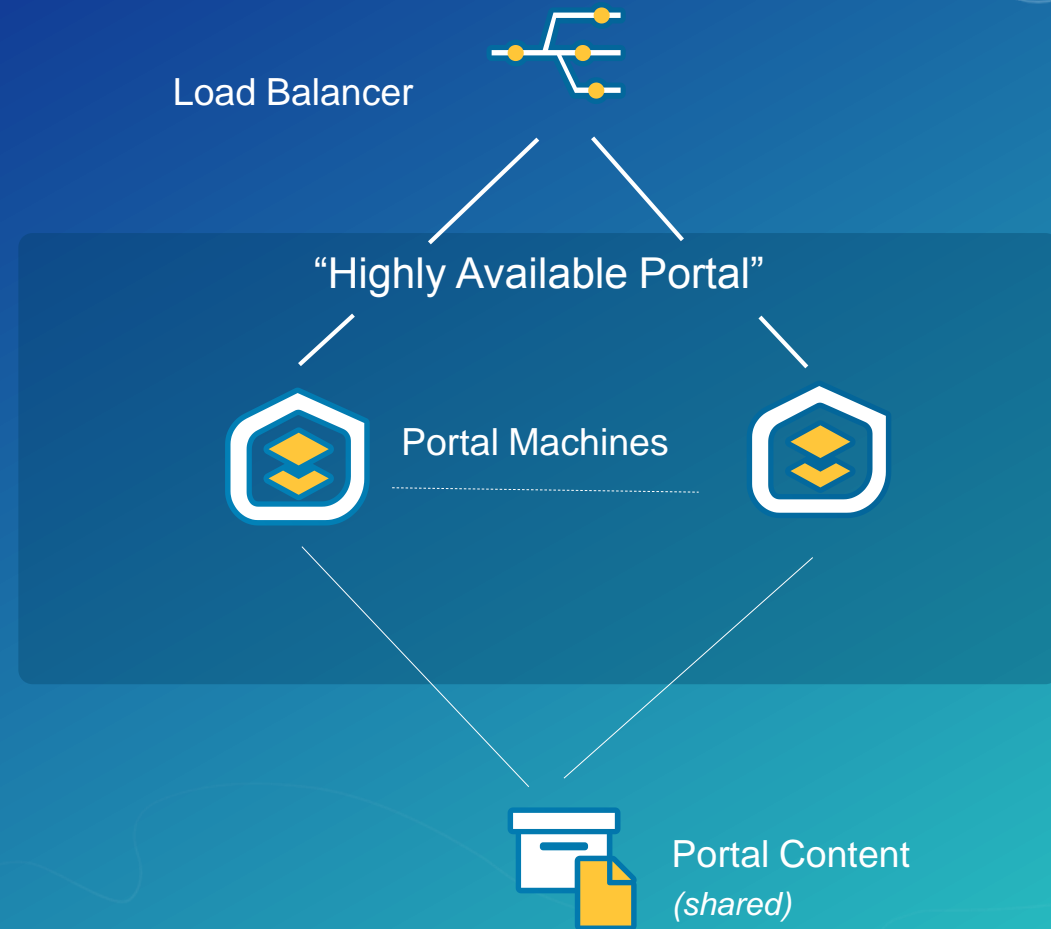 Load Balancer
“Highly Available Portal”
Portal Machines
Portal Content
(shared)